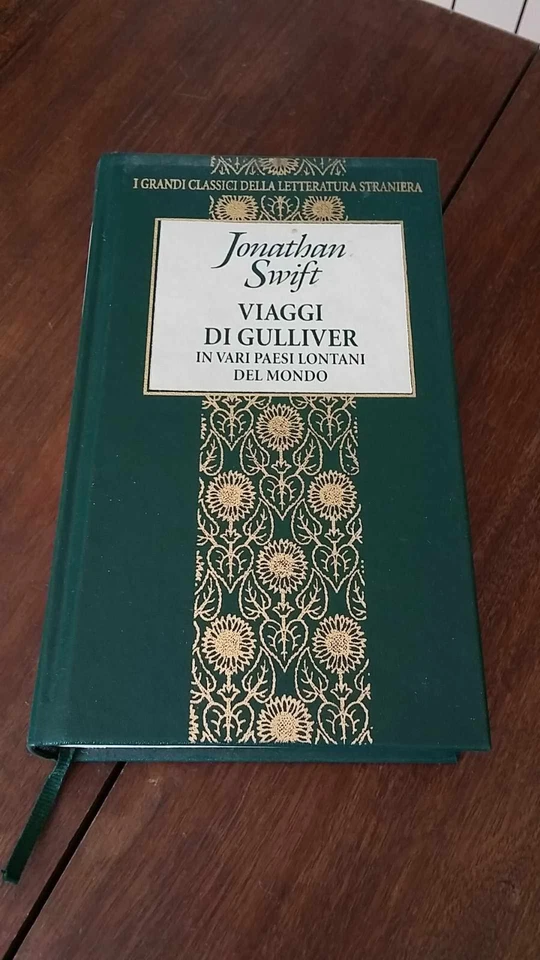 I GRANDI CLASSICI DELLA LETTERATURA STRANIERA
Jonathan
Swift
VIAGGI
DI GULLIVER
IN VARI PAESI LONTANI
DEL MONDO